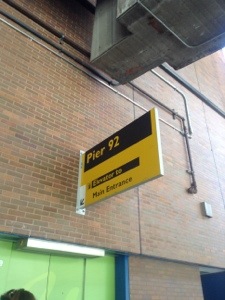 Pier 92
Elevator to
Main Entrance